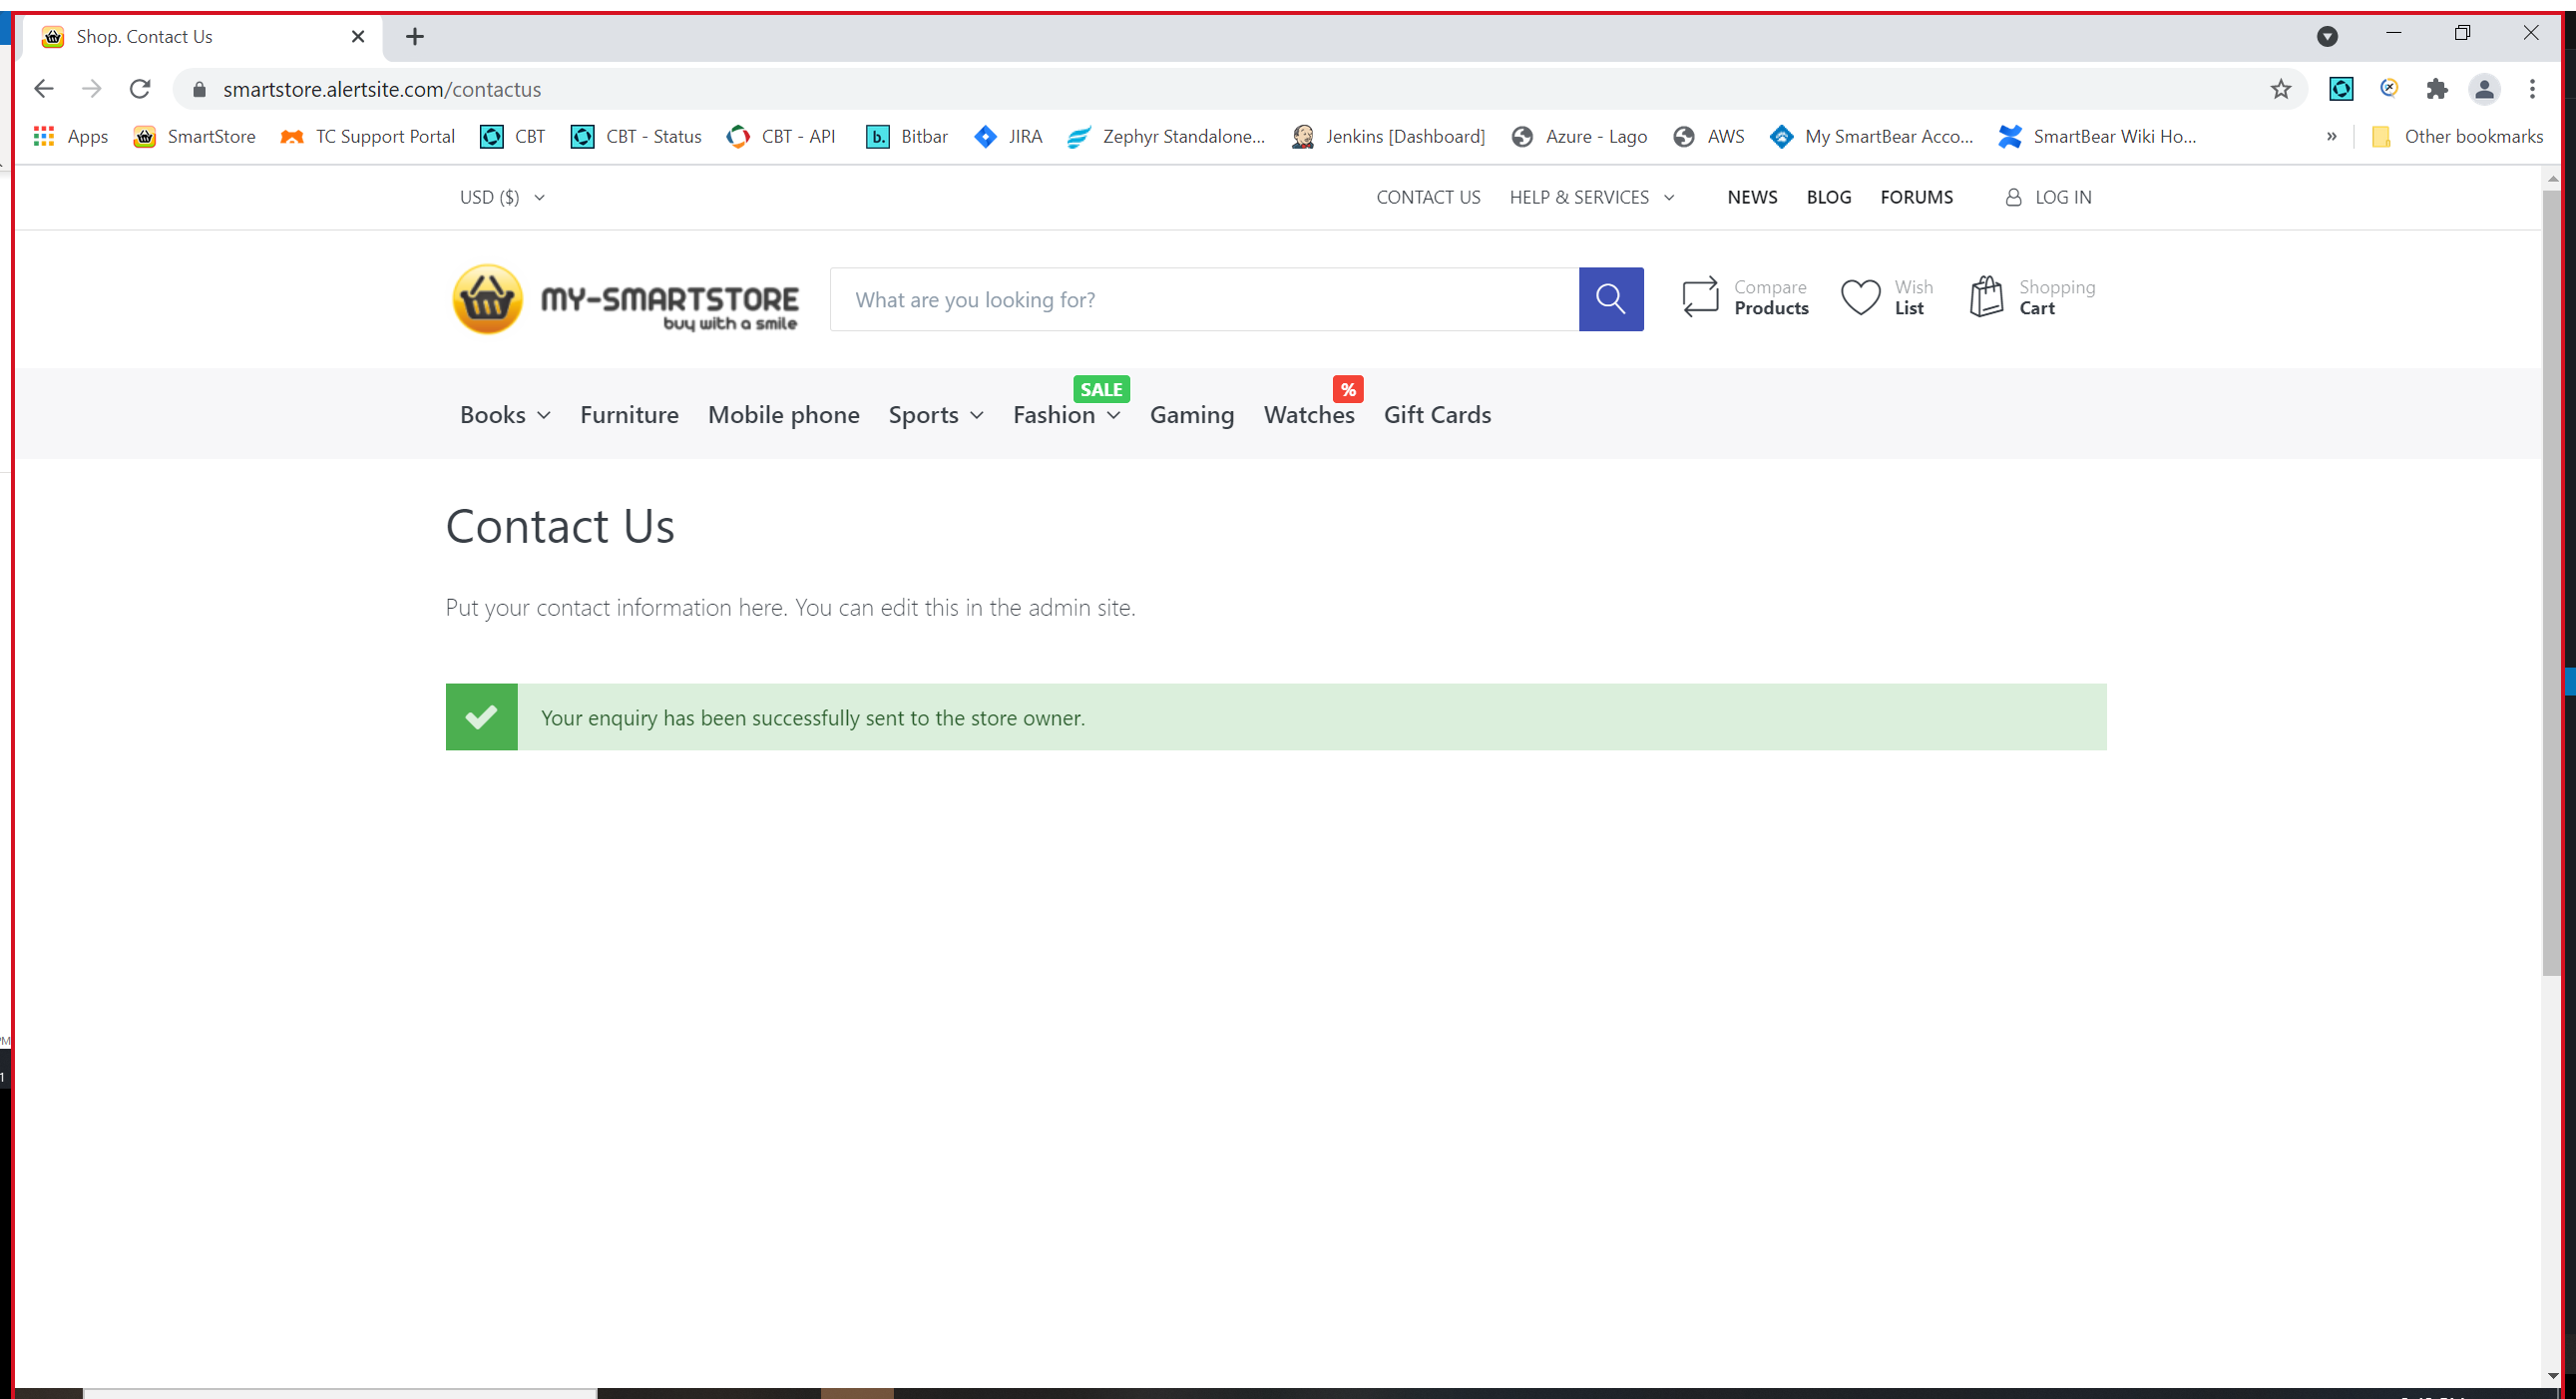 Shop. Contact Us
smartstore.alertsite.com/contactus
Apps SmartStore TC Support Portal CBT CBT - Status CBT - API b. Bitbar JIRA Zephyr Standalone... Jenkins [Dashboard] Azure - Lago AWS My SmartBear Acco... SmartBear Wiki Ho... » Other bookmarks
USD ($) CONTACT US HELP & SERVICES NEWS BLOG FORUMS LOG IN
MY-SMARTSTORE
buy with a smile
What are you looking for?
Compare
Products
Wish
List
Shopping
Cart
SALE %
Books Furniture Mobile phone Sports Fashion Gaming Watches Gift Cards
Contact Us
Put your contact information here. You can edit this in the admin site.
Your enquiry has been successfully sent to the store owner.
PM
1